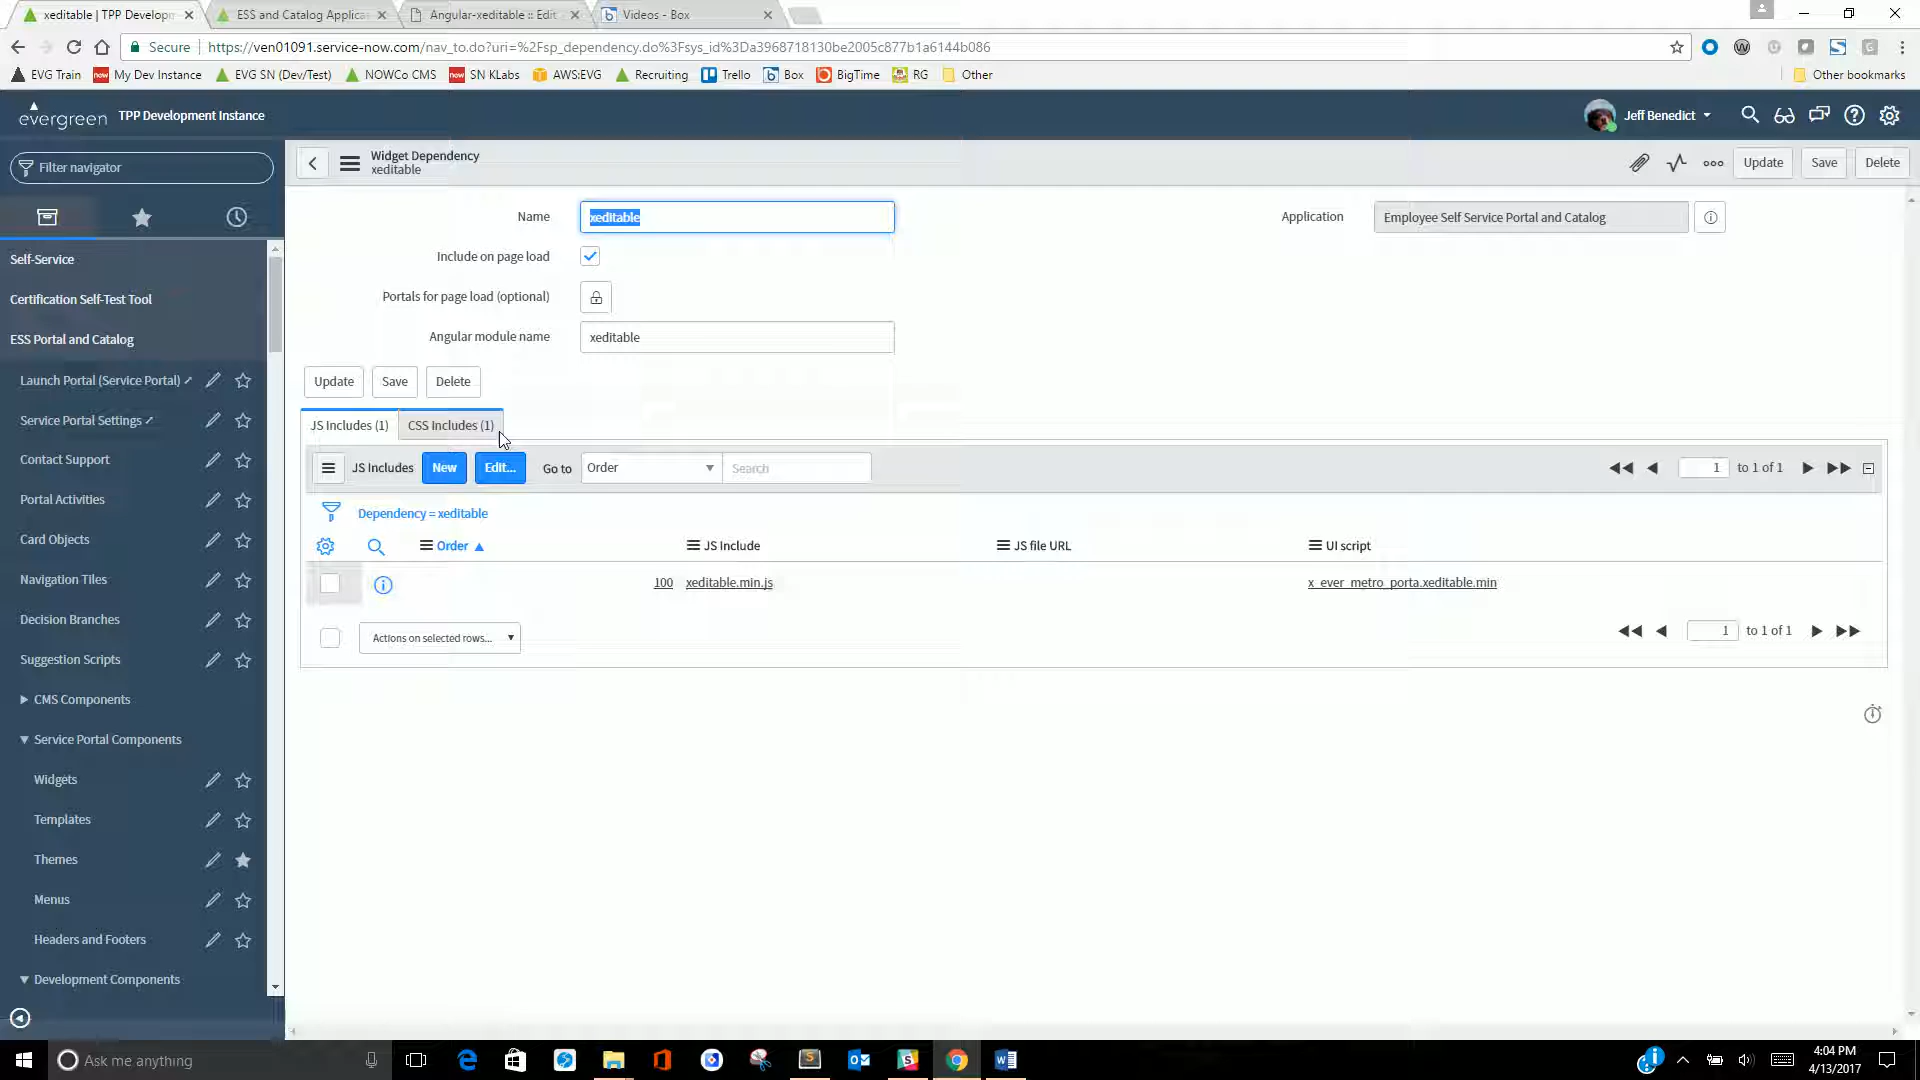 xeditable | TPP Developm
ESS and Catalog Applica
Angular-xeditable :: Edit
Videos - Box
Secure
https://ven01091.service-now.com/nav_to.do?uri=%2Fsp_dependency.do%3Fsys_id%3Da3968718130be2005c877b1a6144b086
EVG Train
My Dev Instance
EVG SN (Dev/Test)
NOWCo CMS
SN KLabs
AWS:EVG
Recruiting
Trello
Box
BigTime
RG
Other
Other bookmarks
evergreen
TPP Development Instance
Jeff Benedict
Filter navigator
Widget Dependency
xeditable
Update
Save
Delete
Self-Service
Certification Self-Test Tool
ESS Portal and Catalog
Launch Portal (Service Portal)
Service Portal Settings
Contact Support
Portal Activities
Card Objects
Navigation Tiles
Decision Branches
Suggestion Scripts
CMS Components
Service Portal Components
Widgets
Templates
Themes
Menus
Headers and Footers
Development Components
Name
xeditable
Application
Employee Self Service Portal and Catalog
Include on page load
Portals for page load (optional)
Angular module name
xeditable
Update
Save
Delete
JS Includes (1)
CSS Includes (1)
JS Includes
New
Edit...
Go to
Order
Search
1 to 1 of 1
Dependency = xeditable
Order
JS Include
JS file URL
UI script
100
xeditable.min.js
x_ever_metro_porta.xeditable.min
Actions on selected rows...
1 to 1 of 1
Ask me anything
4:04 PM
4/13/2017